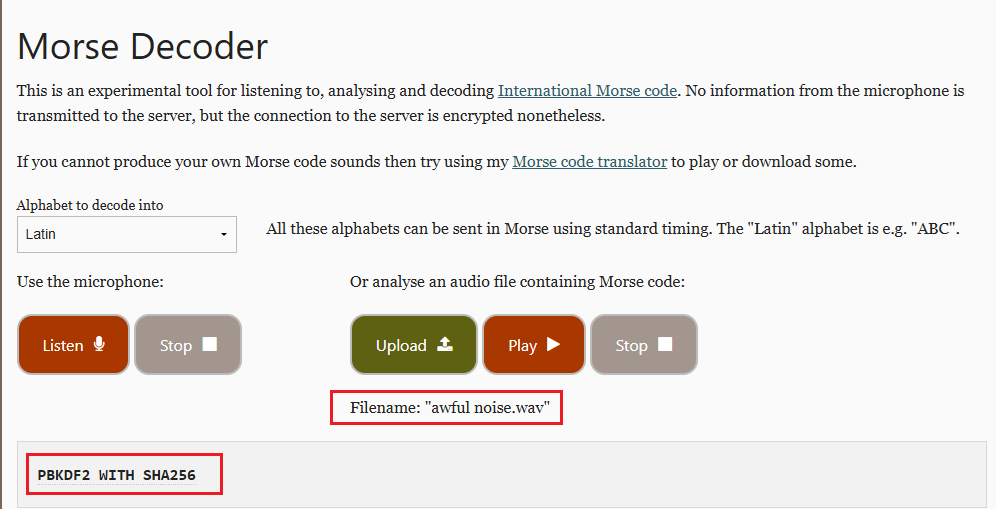 Morse Decoder
This is an experimental tool for listening to, analysing and decoding International Morse code. No information from the microphone is
transmitted to the server, but the connection to the server is encrypted nonetheless.
If you cannot produce your own Morse code sounds then try using my Morse code translator to play or download some.
Alphabet to decode into
Latin
All these alphabets can be sent in Morse using standard timing. The "Latin" alphabet is e.g. "ABC".
Use the microphone:
Or analyse an audio file containing Morse code:
Listen Stop
Upload Play Stop
Filename: "awful noise.wav"
PBKDF2 WITH SHA256